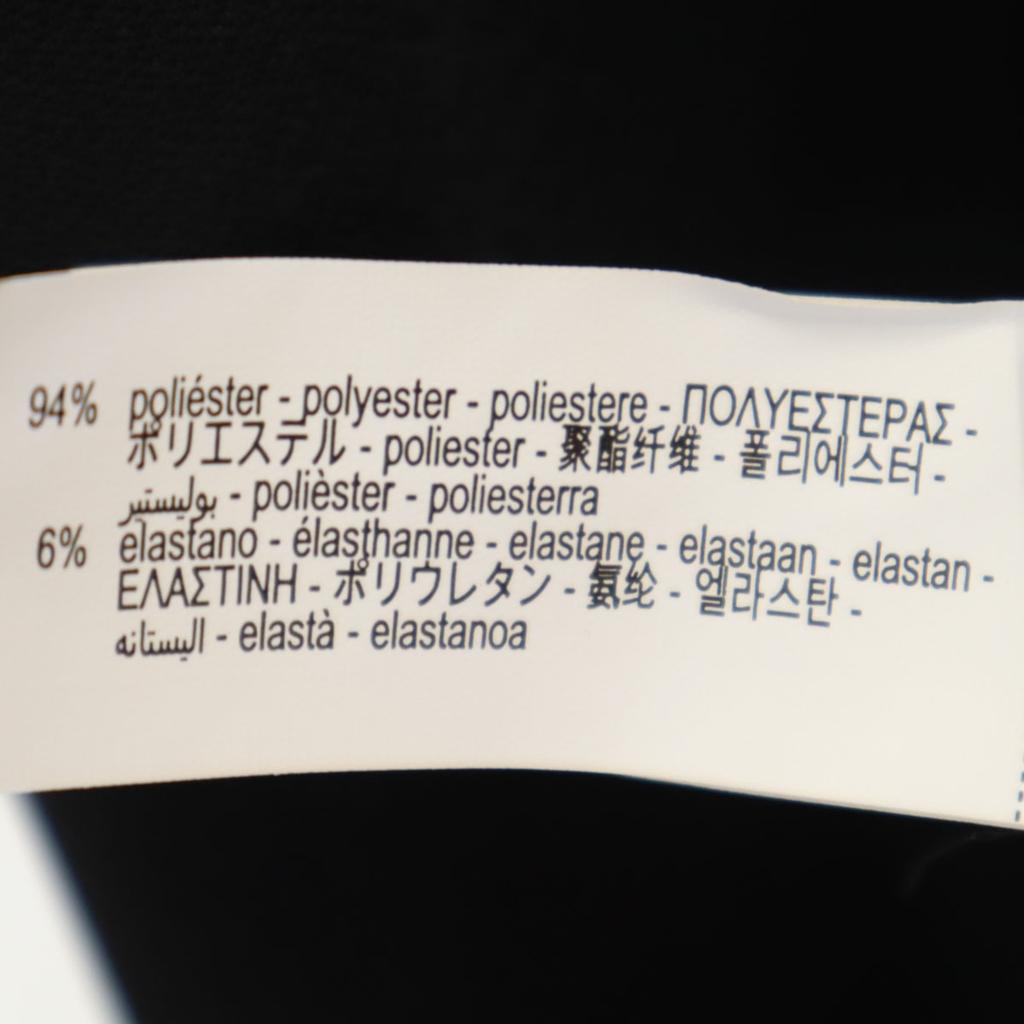 94% poliéster - polyester - poliestere - ΠΟΛΥΕΣΤΕΡΑΣ -
ポリエステル - poliester - 聚酯纤维 - 폴리에스터 -
بوليستير - polièster - poliesterra
6% elastano - élasthanne - elastane - elastaan - elastan -
ΕΛΑΣΤΙΝΗ - ポリウレタン - 氨纶 - 엘라스탄 -
اليستانه - elastà - elastanoa